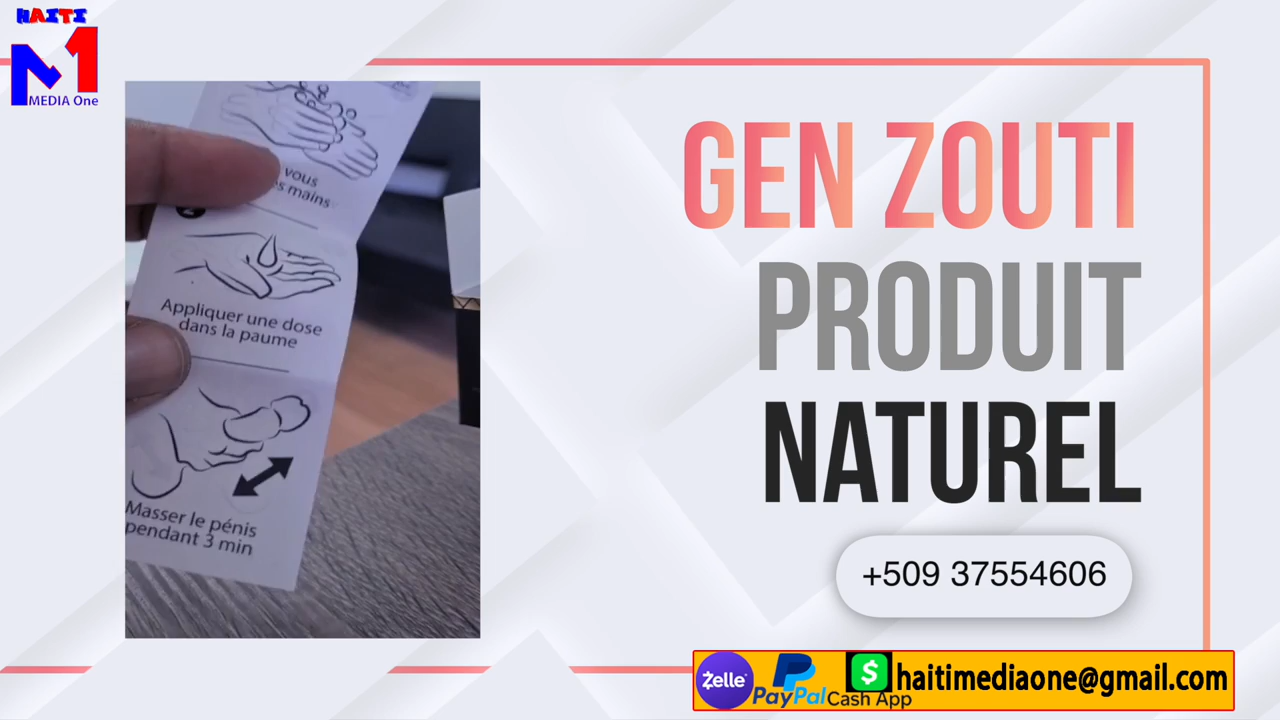 HAITI
M1
MEDIA One
vous
mains
Appliquer une dose
dans la paume
Masser le pénis
pendant 3 min
GEN ZOUTI
PRODUIT
NATUREL
+509 37554606
Zelle
PayPal
$
Cash App
haitimediaone@gmail.com